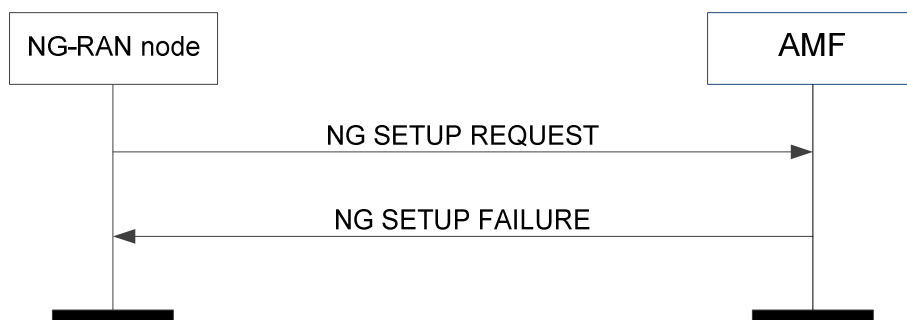 NG-RAN node
AMF
NG SETUP REQUEST
NG SETUP FAILURE